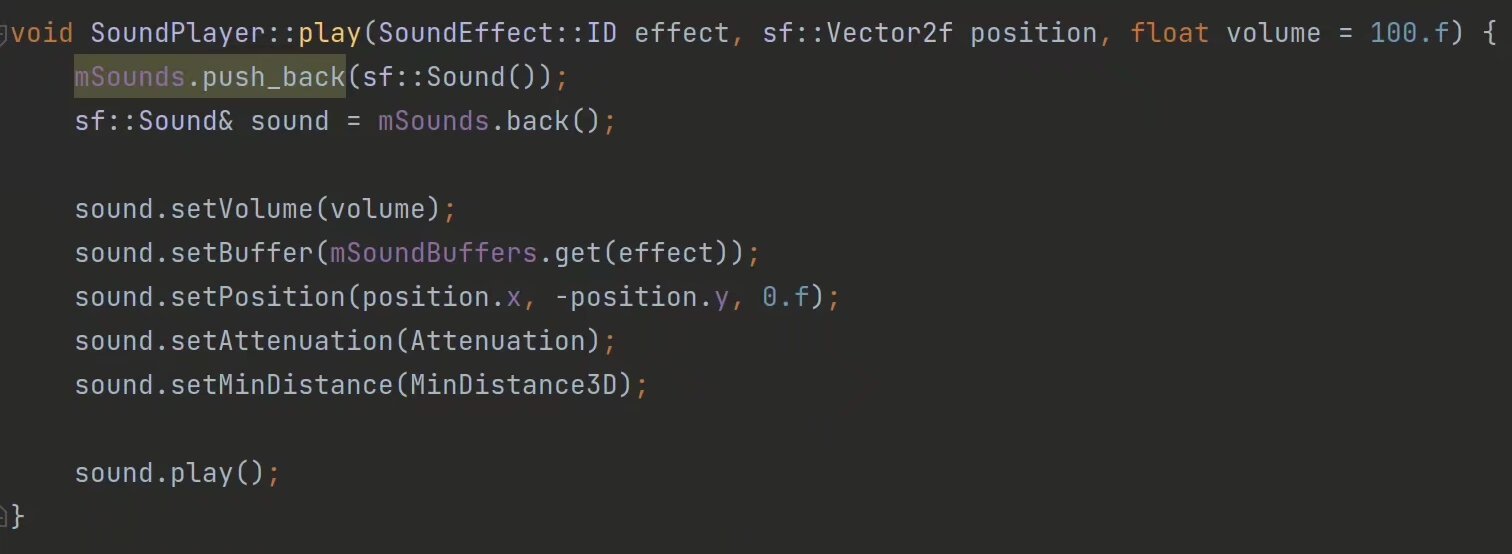 void SoundPlayer::play(SoundEffect::ID effect, sf::Vector2f position, float volume = 100.f) {
    mSounds.push_back(sf::Sound());
    sf::Sound& sound = mSounds.back();

    sound.setVolume(volume);
    sound.setBuffer(mSoundBuffers.get(effect));
    sound.setPosition(position.x, -position.y, 0.f);
    sound.setAttenuation(Attenuation);
    sound.setMinDistance(MinDistance3D);

    sound.play();
}